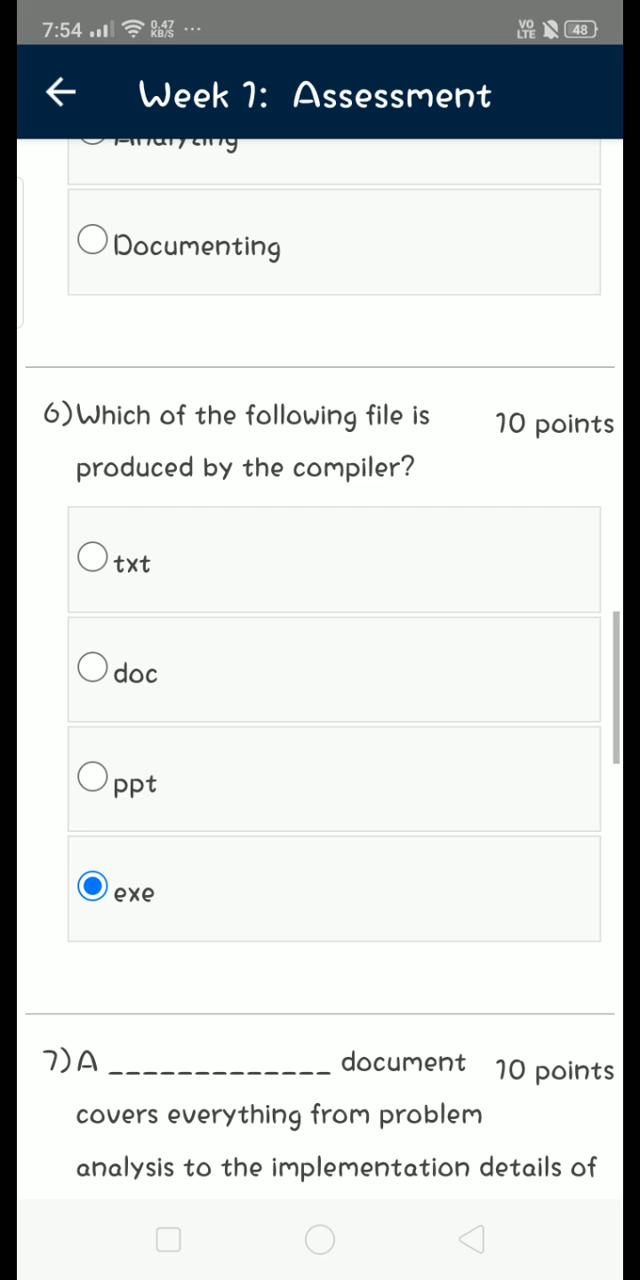 7:54 0.47 KB/S ... VO LTE 48
Week 1: Assessment
Analyzing
Documenting
6) Which of the following file is 10 points
produced by the compiler?
txt
doc
ppt
exe
7) A _____________ document 10 points
covers everything from problem
analysis to the implementation details of